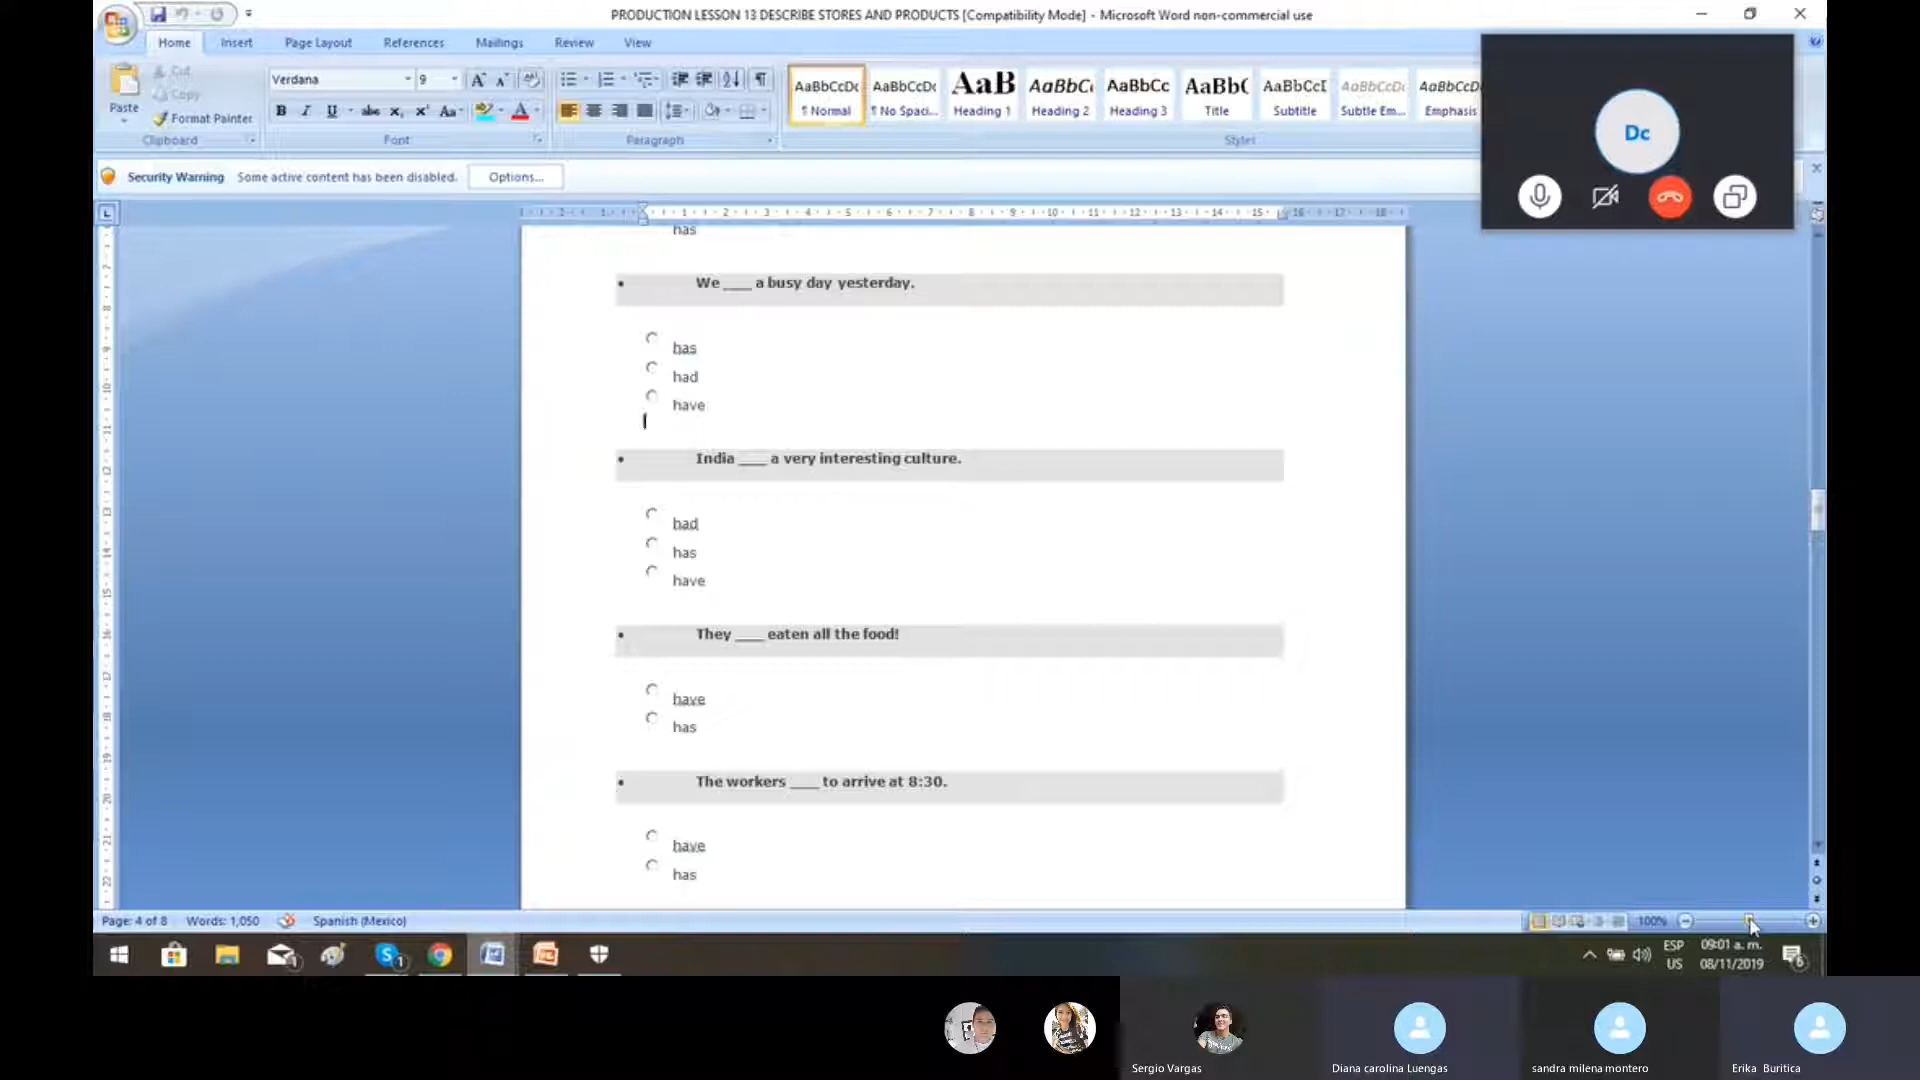 PRODUCTION LESSON 13 DESCRIBE STORES AND PRODUCTS [Compatibility Mode] - Microsoft Word non-commercial use
Home Insert Page Layout References Mailings Review View
Paste
Cut
Copy
Format Painter
Clipboard
Verdana 9
Font
Paragraph
AaBbCcDc AaBbCcDc AaB AaBbCc AaBbCc AaBb( AaBbCcI AaBbCcDc AaBbCcD
¶ Normal ¶ No Spaci... Heading 1 Heading 2 Heading 3 Title Subtitle Subtle Em... Emphasis
Styles
Dc
Security Warning Some active content has been disabled. Options...
has
We ___ a busy day yesterday.
has
had
have
India ___ a very interesting culture.
had
has
have
They ___ eaten all the food!
have
has
The workers ___ to arrive at 8:30.
have
has
Page: 4 of 8 Words: 1,050 Spanish (Mexico) 100%
ESP
US
09:01 a. m.
08/11/2019
Sergio Vargas
Diana carolina Luengas
sandra milena montero
Erika Buritica